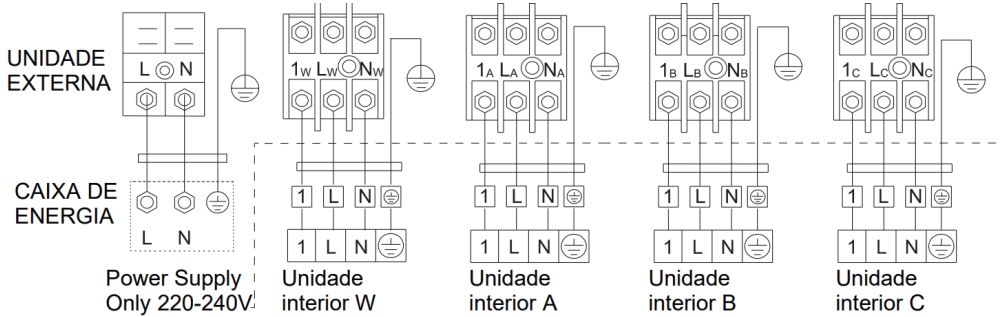 UNIDADE
EXTERNA
L N
1W LW NW
1A LA NA
1B LB NB
1C LC NC
CAIXA DE
ENERGIA
L N
1 L N
1 L N
1 L N
1 L N
1 L N
1 L N
1 L N
1 L N
Power Supply
Only 220-240V
Unidade
interior W
Unidade
interior A
Unidade
interior B
Unidade
interior C